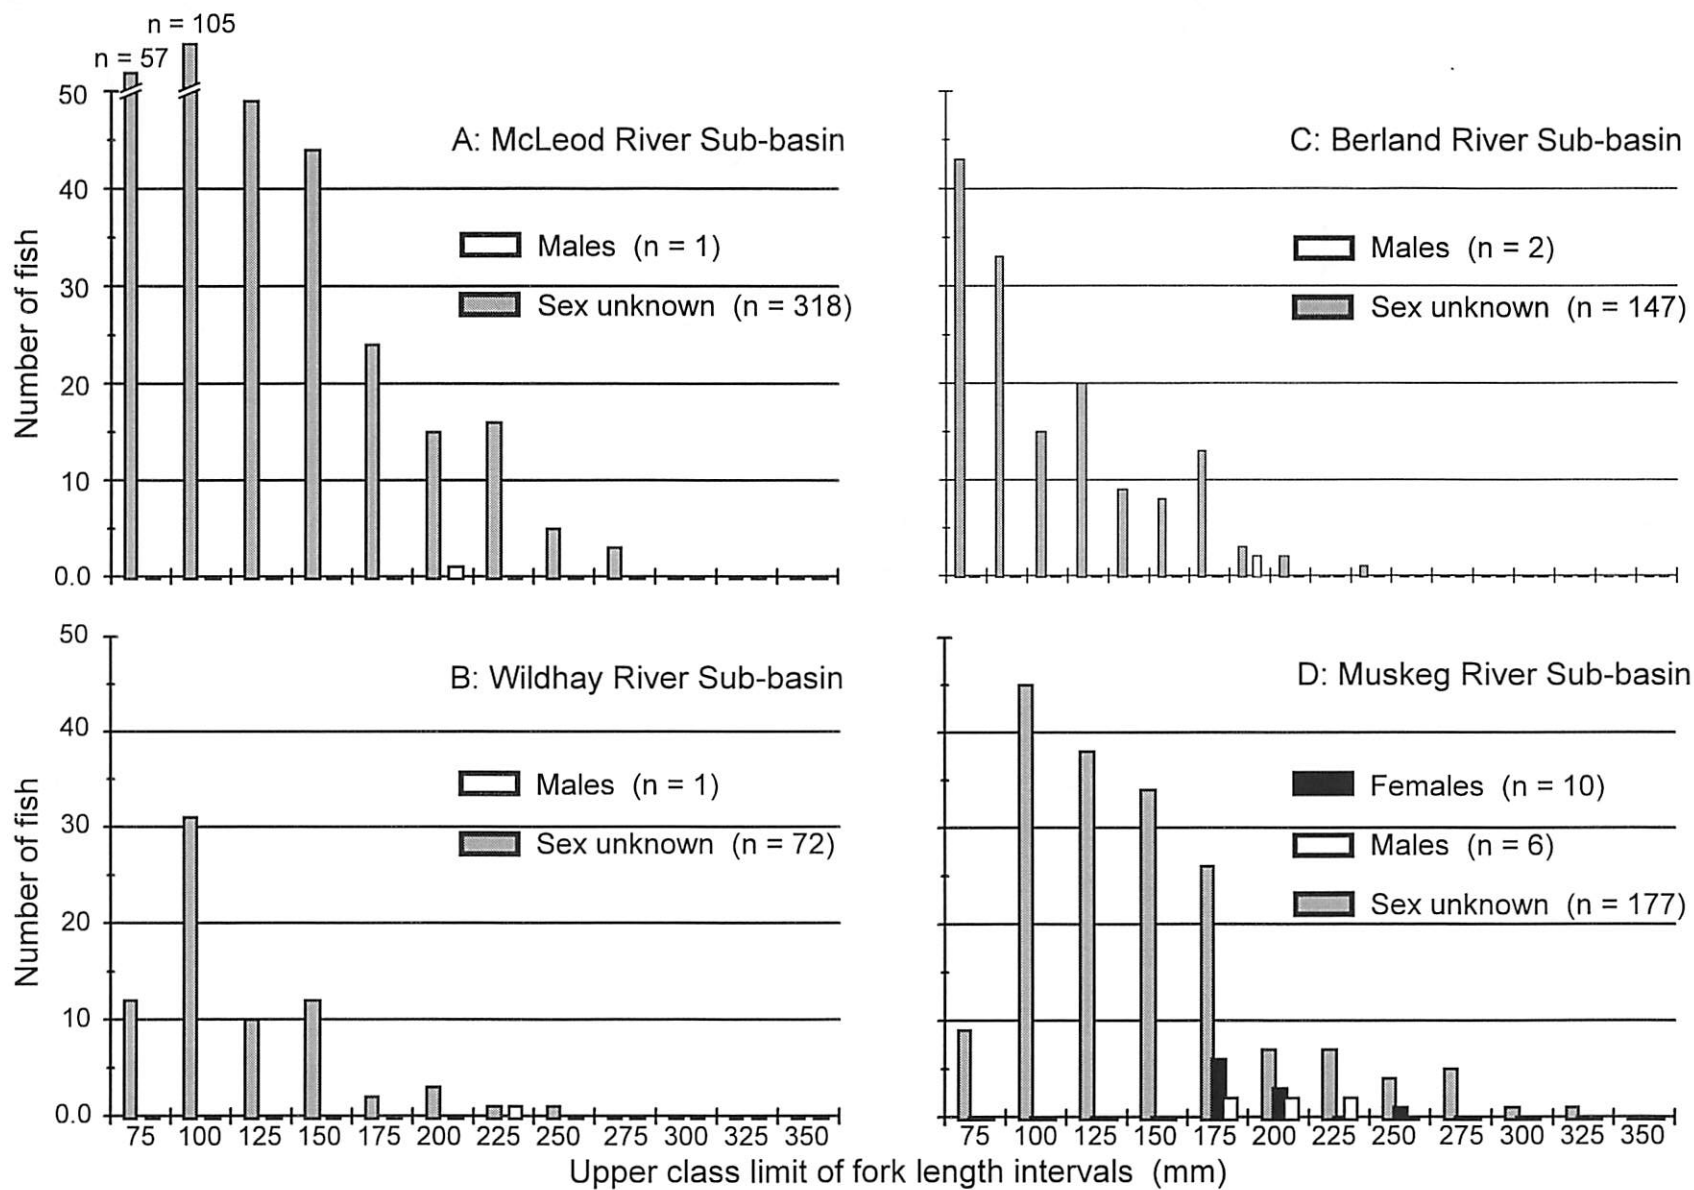 n = 105
n = 57
50
40
30
20
10
0.0
Number of fish
A: McLeod River Sub-basin
Males (n = 1)
Sex unknown (n = 318)
C: Berland River Sub-basin
Males (n = 2)
Sex unknown (n = 147)
50
40
30
20
10
0.0
Number of fish
B: Wildhay River Sub-basin
Males (n = 1)
Sex unknown (n = 72)
75 100 125 150 175 200 225 250 275 300 325 350
D: Muskeg River Sub-basin
Females (n = 10)
Males (n = 6)
Sex unknown (n = 177)
75 100 125 150 175 200 225 250 275 300 325 350
Upper class limit of fork length intervals (mm)